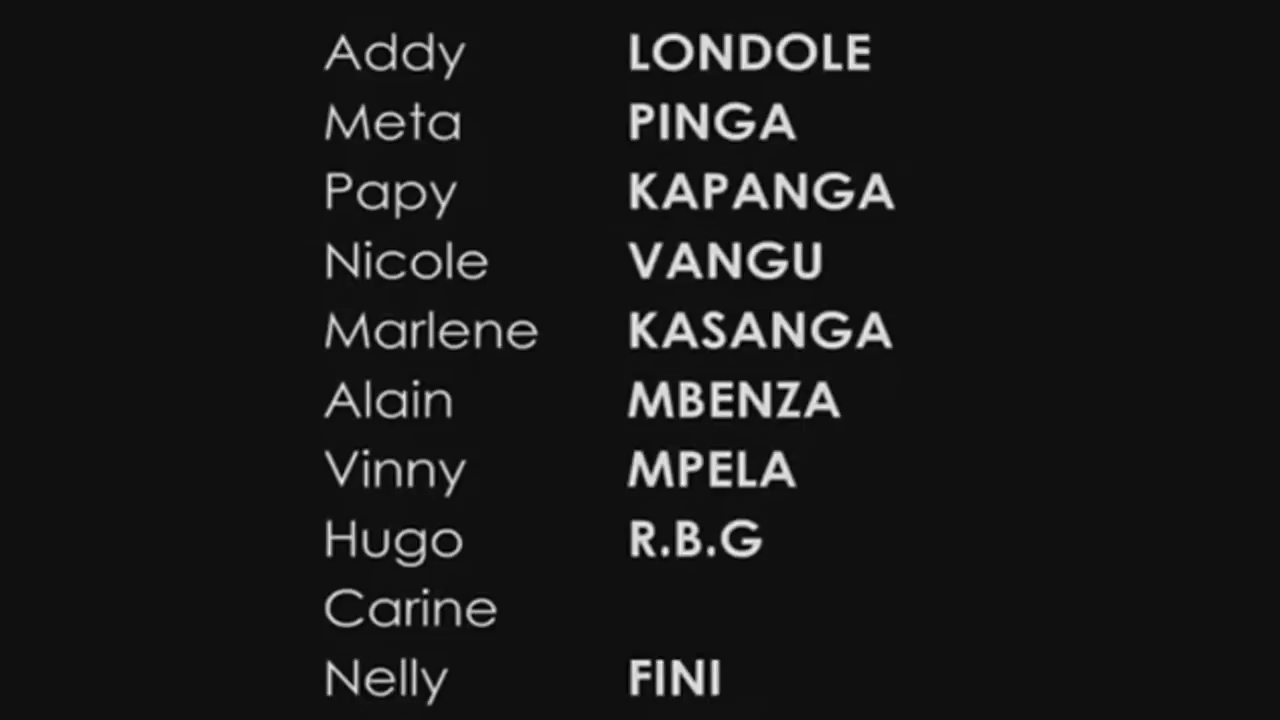 Addy LONDOLE
Meta PINGA
Papy KAPANGA
Nicole VANGU
Marlene KASANGA
Alain MBENZA
Vinny MPELA
Hugo R.B.G
Carine
Nelly FINI